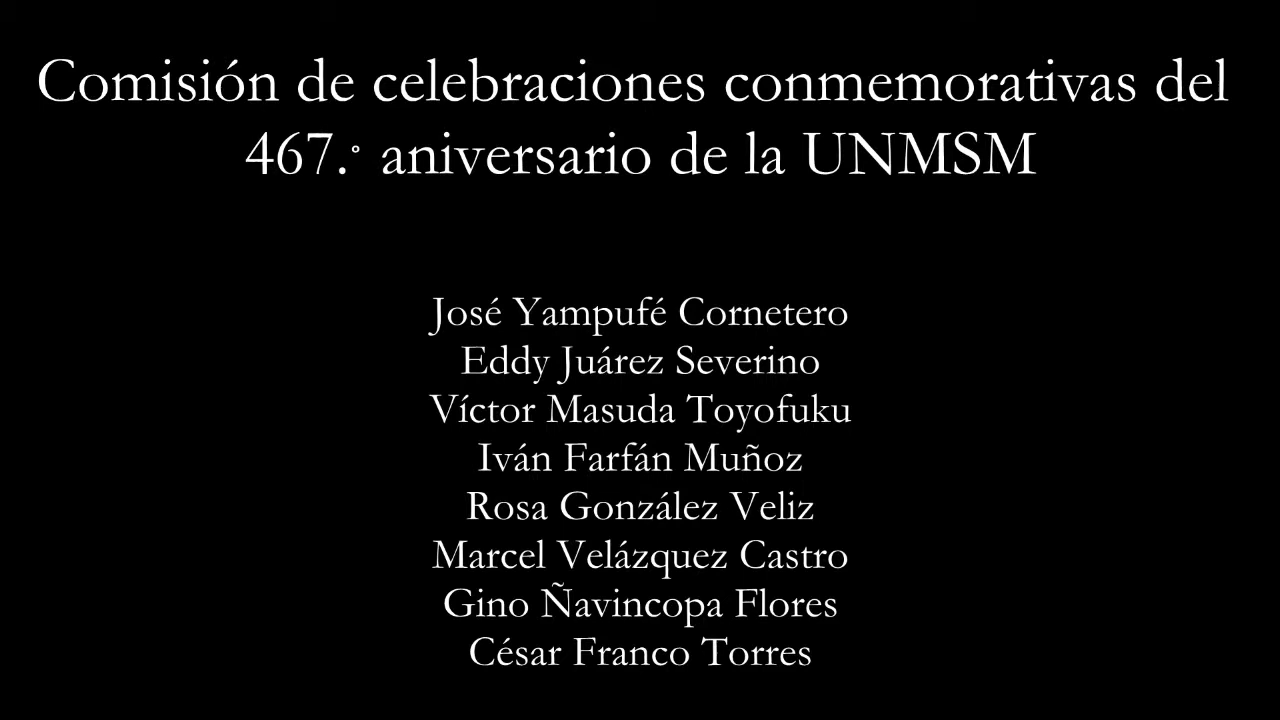 Comisión de celebraciones conmemorativas del
467.º aniversario de la UNMSM
José Yampufé Cornetero
Eddy Juárez Severino
Víctor Masuda Toyofuku
Iván Farfán Muñoz
Rosa González Veliz
Marcel Velázquez Castro
Gino Ñavincopa Flores
César Franco Torres